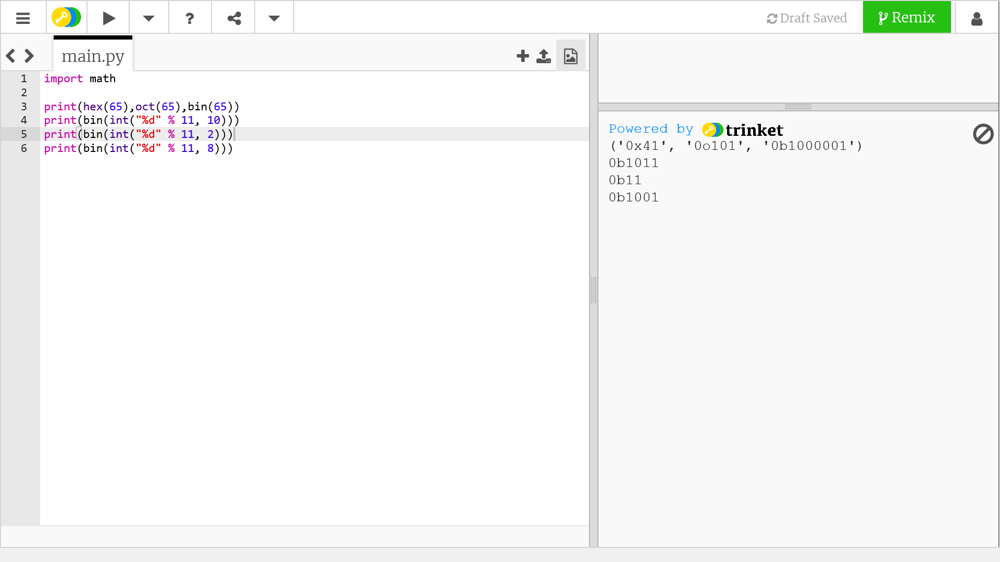 ? Draft Saved Remix
main.py
1 import math
2
3 print(hex(65),oct(65),bin(65))
4 print(bin(int("%d" % 11, 10)))
5 print(bin(int("%d" % 11, 2)))
6 print(bin(int("%d" % 11, 8)))
Powered by trinket
('0x41', '0o101', '0b1000001')
0b1011
0b11
0b1001